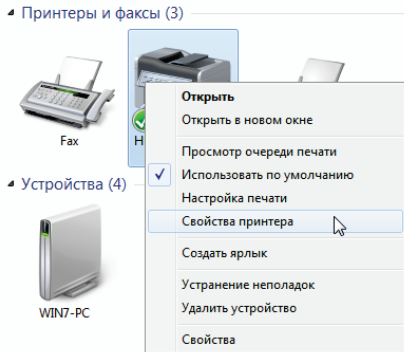 Принтеры и факсы (3)
Fax
H
Открыть
Открыть в новом окне
Просмотр очереди печати
Использовать по умолчанию
Настройка печати
Свойства принтера
Создать ярлык
Устранение неполадок
Удалить устройство
Свойства
Устройства (4)
WIN7-PC